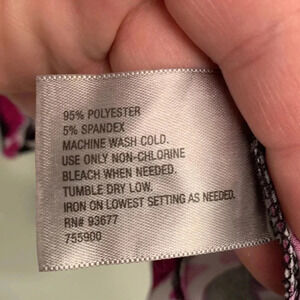 95% POLYESTER
5% SPANDEX
MACHINE WASH COLD.
USE ONLY NON-CHLORINE
BLEACH WHEN NEEDED.
TUMBLE DRY LOW.
IRON ON LOWEST SETTING AS NEEDED.
RN# 93677
755900